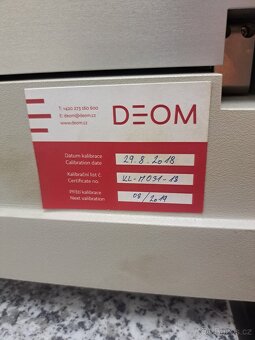 T: +420 273 160 600
E: deom@deom.cz
www.deom.cz
DEOM
Datum kalibrace
Calibration date
29. 8. 2018
Kalibrační list č.
Certificate no.
KL-M031-18
Příští kalibrace
Next calibration
08/2019